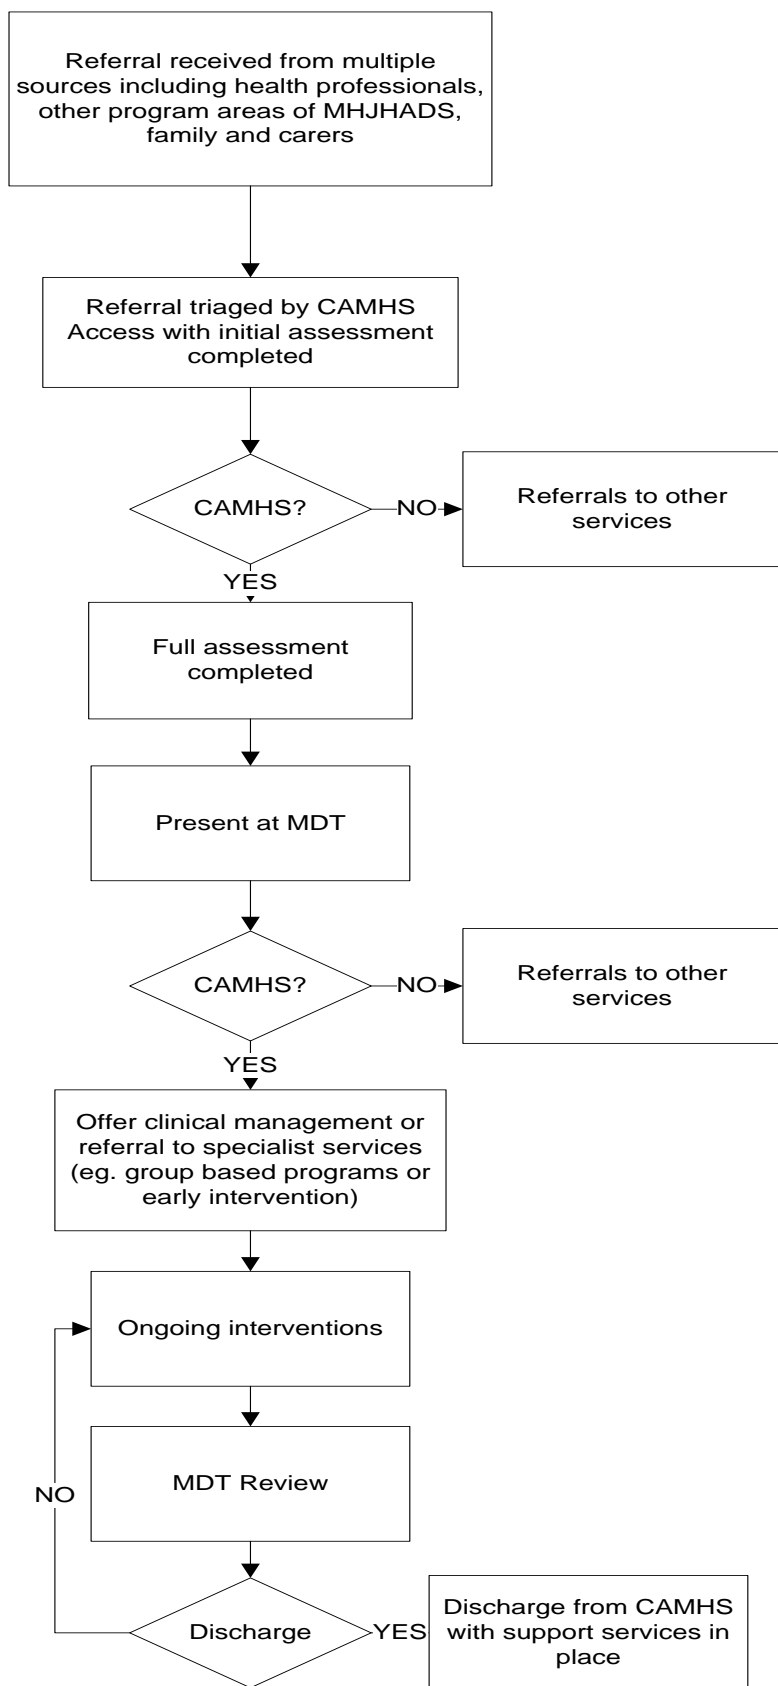 Referral received from multiple
sources including health professionals,
other program areas of MHJHADS,
family and carers
Referral triaged by CAMHS
Access with initial assessment
completed
CAMHS?
NO
Referrals to other
services
YES
Full assessment
completed
Present at MDT
CAMHS?
NO
Referrals to other
services
YES
Offer clinical management or
referral to specialist services
(eg. group based programs or
early intervention)
Ongoing interventions
MDT Review
NO
Discharge
YES
Discharge from CAMHS
with support services in
place